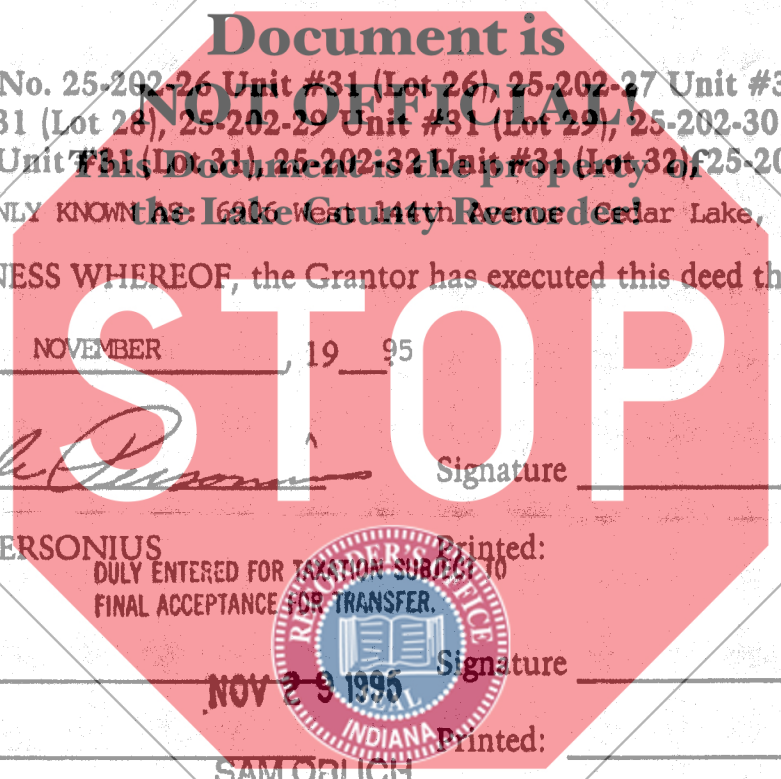 Document is
No. 25-202-26 Unit #31 (Lot 26), 25-202-27 Unit #3
NOT OFFICIAL!
31 (Lot 28), 25-202-29 Unit #31 (Lot 29), 25-202-30
Unit #31 (Lot 31), 25-202-32 Unit #31 (Lot 32), 25-20
This Document is the property of
NLY KNOWN AS: 6906 West 144th Avenue Cedar Lake,
the Lake County Recorder!
NESS WHEREOF, the Grantor has executed this deed th
STOP
NOVEMBER , 19 95
Personius Signature
ERSONIUS Printed:
DULY ENTERED FOR TAXATION SUBJECT TO
FINAL ACCEPTANCE FOR TRANSFER.
RECORDER'S OFFICE
SEAL
INDIANA
Signature
NOV 29 1995
Printed:
SAM ORLICH